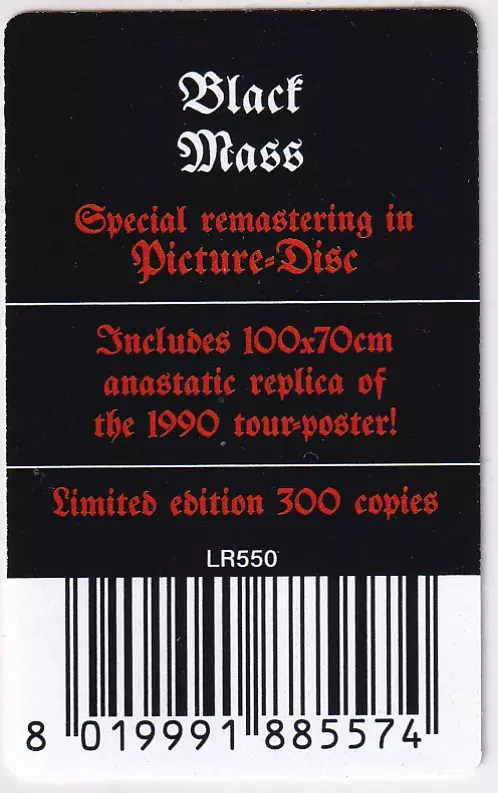 Black
Mass
Special remastering in
Picture-Disc
Includes 100x70cm
anastatic replica of
the 1990 tour-poster!
Limited edition 300 copies
LR550
8 019991 885574